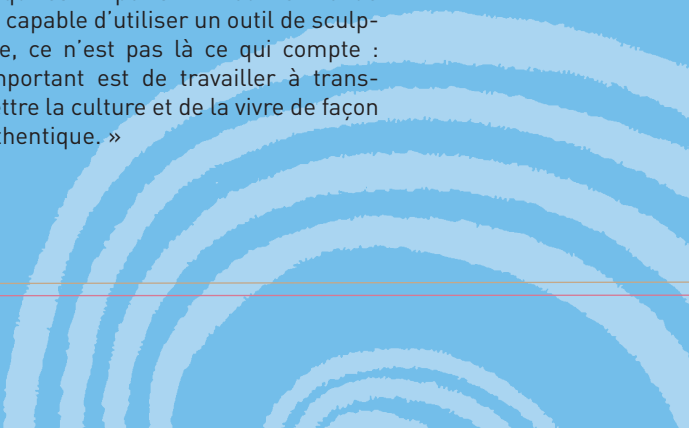 capable d’utiliser un outil de sculp-
e, ce n’est pas là ce qui compte :
mportant est de travailler à trans-
ettre la culture et de la vivre de façon
thentique. »